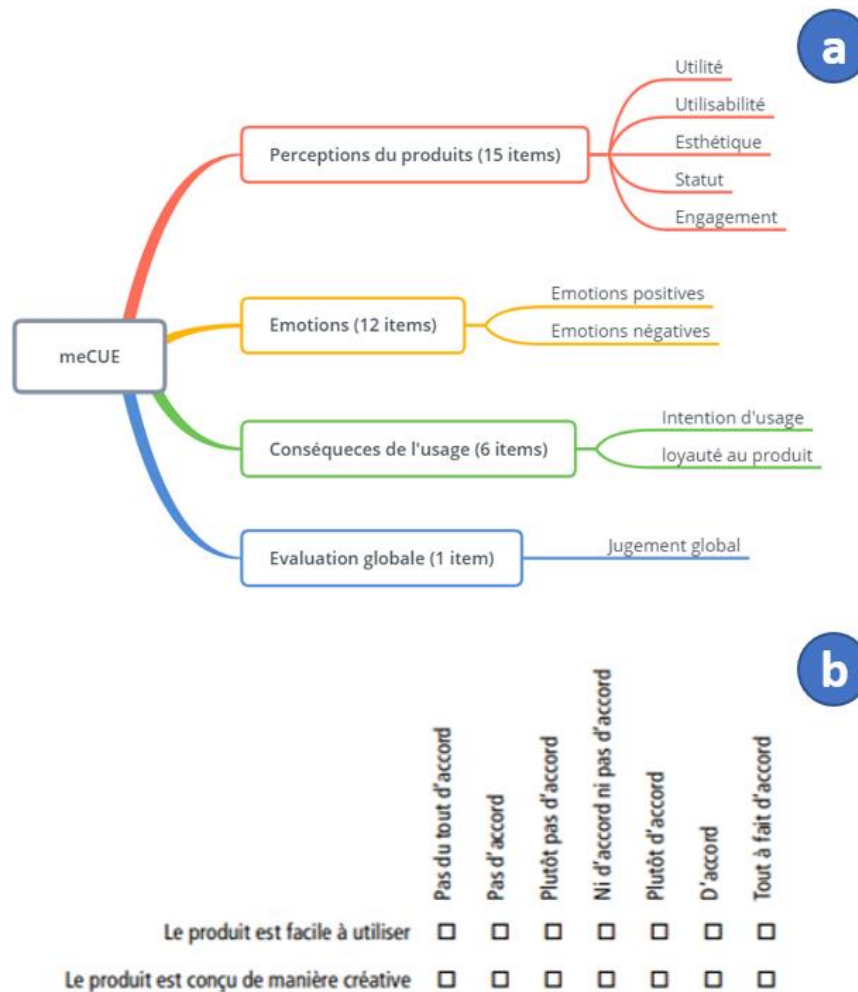 a
Utilité
Utilisabilité
Perceptions du produits (15 items)
Esthétique
Statut
Engagement
Emotions positives
Emotions (12 items)
Emotions négatives
meCUE
Intention d'usage
Conséqueces de l'usage (6 items)
loyauté au produit
Evaluation globale (1 item)
Jugement global
b
Pas du tout d'accord
Pas d'accord
Plutôt pas d'accord
Ni d'accord ni pas d'accord
Plutôt d'accord
D'accord
Tout à fait d'accord
Le produit est facile à utiliser
Le produit est conçu de manière créative